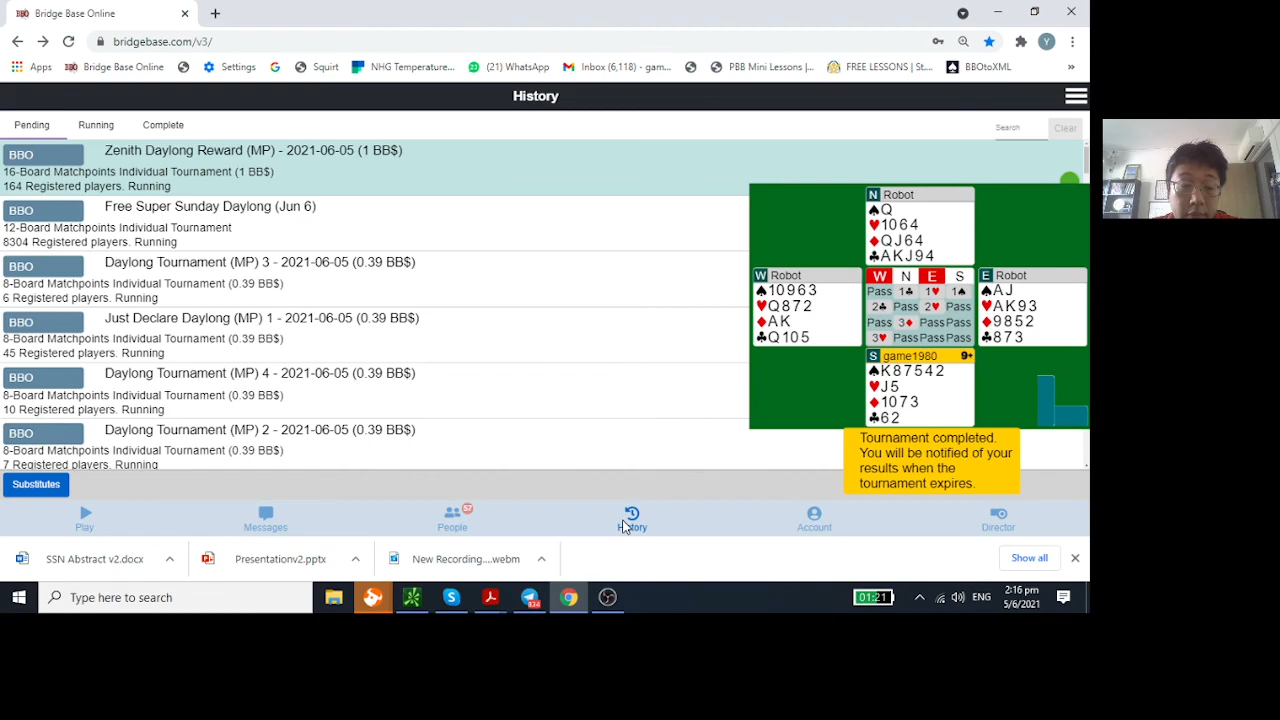 BBO Bridge Base Online
bridgebase.com/v3/
Y
Apps
BBO Bridge Base Online
Settings
Squirt
NHG Temperature...
(21) WhatsApp
Inbox (6,118) - gam...
PBB Mini Lessons |...
FREE LESSONS | St...
BBOtoXML
»
History
Pending
Running
Complete
Search
Clear
BBO
Zenith Daylong Reward (MP) - 2021-06-05 (1 BB$)
16-Board Matchpoints Individual Tournament (1 BB$)
164 Registered players. Running
BBO
Free Super Sunday Daylong (Jun 6)
12-Board Matchpoints Individual Tournament
8304 Registered players. Running
BBO
Daylong Tournament (MP) 3 - 2021-06-05 (0.39 BB$)
8-Board Matchpoints Individual Tournament (0.39 BB$)
6 Registered players. Running
BBO
Just Declare Daylong (MP) 1 - 2021-06-05 (0.39 BB$)
8-Board Matchpoints Individual Tournament (0.39 BB$)
45 Registered players. Running
BBO
Daylong Tournament (MP) 4 - 2021-06-05 (0.39 BB$)
8-Board Matchpoints Individual Tournament (0.39 BB$)
10 Registered players. Running
BBO
Daylong Tournament (MP) 2 - 2021-06-05 (0.39 BB$)
8-Board Matchpoints Individual Tournament (0.39 BB$)
7 Registered players. Running
N Robot
♠Q
♥1064
♦QJ64
♣AKJ94
W Robot
♠10963
♥Q872
♦AK
♣Q105
W N E S
Pass 1♣ 1♥ 1♠
2♣ Pass 2♥ Pass
Pass 3♦ Pass Pass
3♥ Pass Pass Pass
E Robot
♠AJ
♥AK93
♦9852
♣873
S game1980 9+
♠K87542
♥J5
♦1073
♣62
Tournament completed.
You will be notified of your
results when the
tournament expires.
Substitutes
Play
Messages
57
People
History
Account
Director
SSN Abstract v2.docx
Presentationv2.pptx
New Recording....webm
Show all
Type here to search
824
01:21
ENG
2:16 pm
5/6/2021